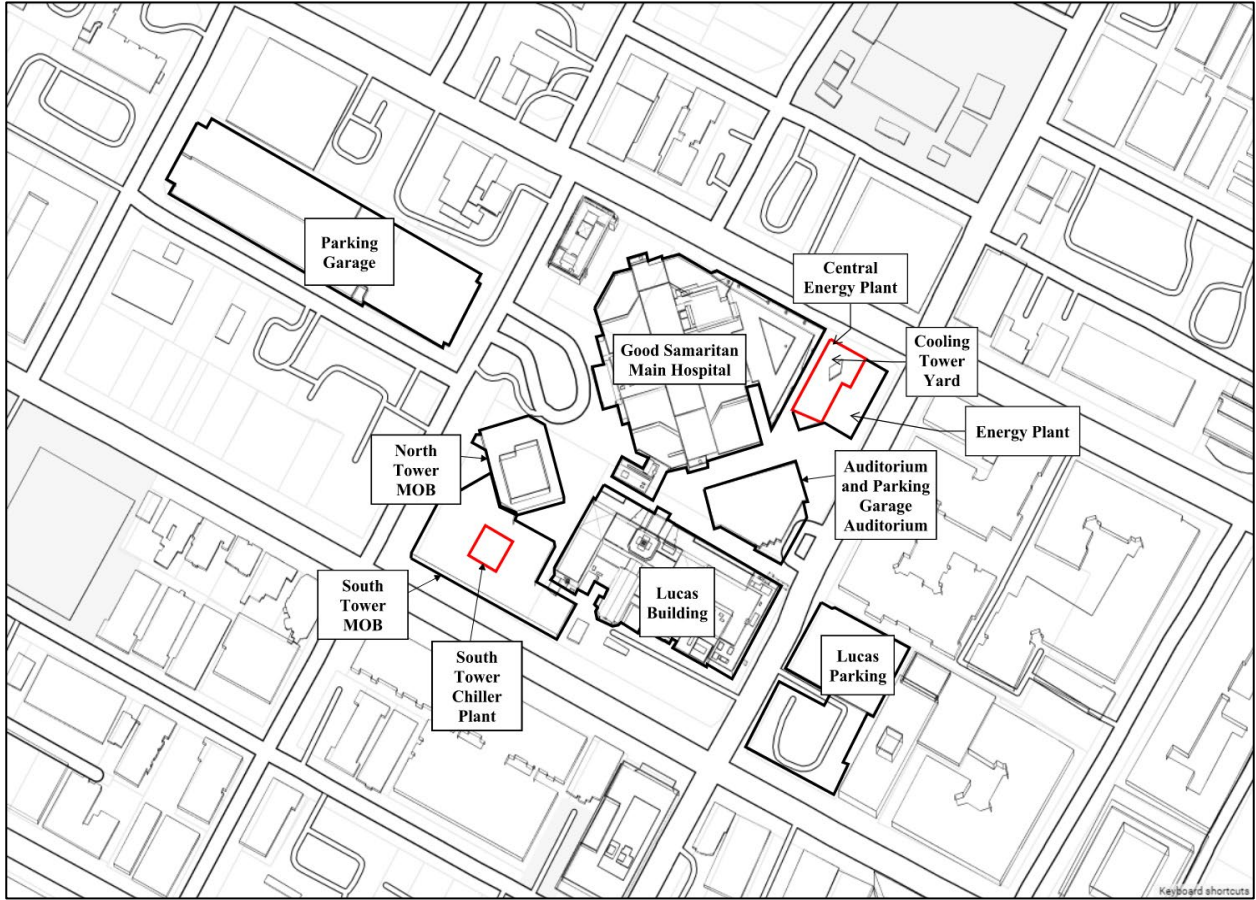 Parking
Garage
Central
Energy Plant
Good Samaritan
Main Hospital
Cooling
Tower
Yard
Energy Plant
North
Tower
MOB
Auditorium
and Parking
Garage
Auditorium
South
Tower
MOB
Lucas
Building
South
Tower
Chiller
Plant
Lucas
Parking
Keyboard shortcuts